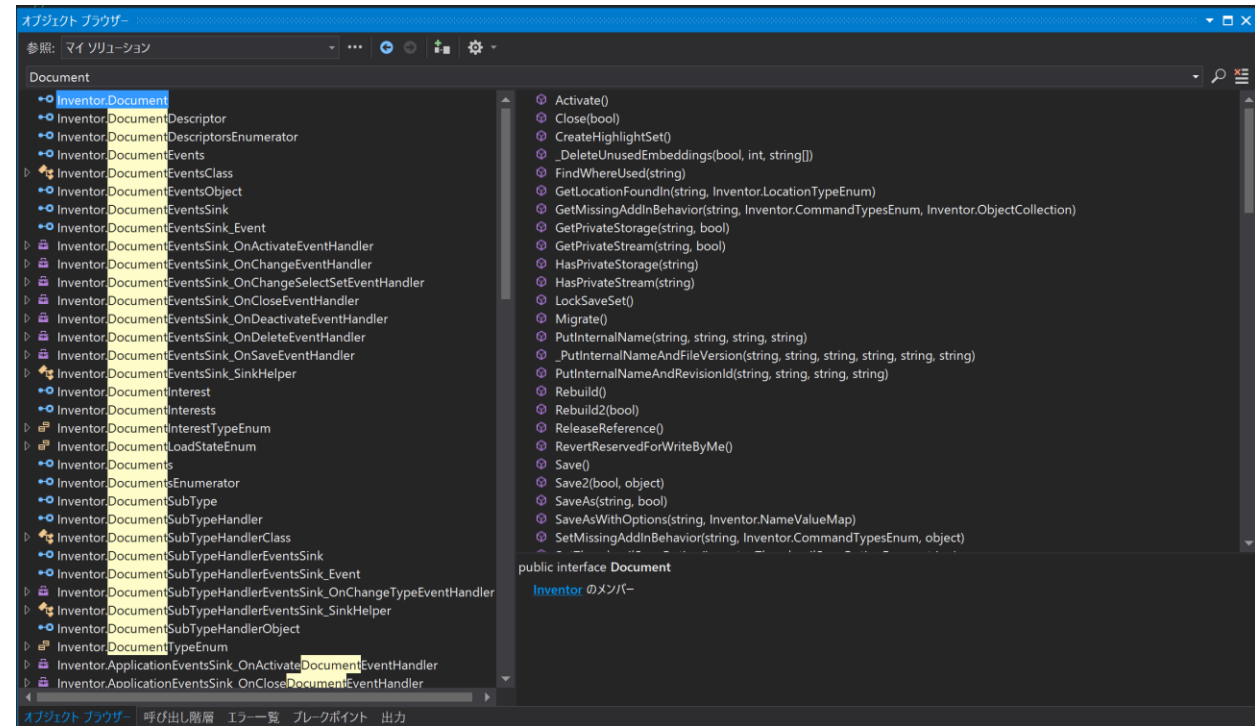 オブジェクト ブラウザー
参照: マイ ソリューション
Document
Inventor.Document
Inventor.DocumentDescriptor
Inventor.DocumentDescriptorsEnumerator
Inventor.DocumentEvents
Inventor.DocumentEventsClass
Inventor.DocumentEventsObject
Inventor.DocumentEventsSink
Inventor.DocumentEventsSink_Event
Inventor.DocumentEventsSink_OnActivateEventHandler
Inventor.DocumentEventsSink_OnChangeEventHandler
Inventor.DocumentEventsSink_OnChangeSelectSetEventHandler
Inventor.DocumentEventsSink_OnCloseEventHandler
Inventor.DocumentEventsSink_OnDeactivateEventHandler
Inventor.DocumentEventsSink_OnDeleteEventHandler
Inventor.DocumentEventsSink_OnSaveEventHandler
Inventor.DocumentEventsSink_SinkHelper
Inventor.DocumentInterest
Inventor.DocumentInterests
Inventor.DocumentInterestTypeEnum
Inventor.DocumentLoadStateEnum
Inventor.Documents
Inventor.DocumentsEnumerator
Inventor.DocumentSubType
Inventor.DocumentSubTypeHandler
Inventor.DocumentSubTypeHandlerClass
Inventor.DocumentSubTypeHandlerEventsSink
Inventor.DocumentSubTypeHandlerEventsSink_Event
Inventor.DocumentSubTypeHandlerEventsSink_OnChangeTypeEventHandler
Inventor.DocumentSubTypeHandlerEventsSink_SinkHelper
Inventor.DocumentSubTypeHandlerObject
Inventor.DocumentTypeEnum
Inventor.ApplicationEventsSink_OnActivateDocumentEventHandler
Inventor.ApplicationEventsSink_OnCloseDocumentEventHandler
Activate()
Close(bool)
CreateHighlightSet()
_DeleteUnusedEmbeddings(bool, int, string[])
FindWhereUsed(string)
GetLocationFoundIn(string, Inventor.LocationTypeEnum)
GetMissingAddInBehavior(string, Inventor.CommandTypesEnum, Inventor.ObjectCollection)
GetPrivateStorage(string, bool)
GetPrivateStream(string, bool)
HasPrivateStorage(string)
HasPrivateStream(string)
LockSaveSet()
Migrate()
PutInternalName(string, string, string, string)
_PutInternalNameAndFileVersion(string, string, string, string, string, string)
PutInternalNameAndRevisionId(string, string, string, string)
Rebuild()
Rebuild2(bool)
ReleaseReference()
RevertReservedForWriteByMe()
Save()
Save2(bool, object)
SaveAs(string, bool)
SaveAsWithOptions(string, Inventor.NameValueMap)
SetMissingAddInBehavior(string, Inventor.CommandTypesEnum, object)
public interface Document
Inventor のメンバー
オブジェクト ブラウザー 呼び出し階層 エラー一覧 ブレークポイント 出力